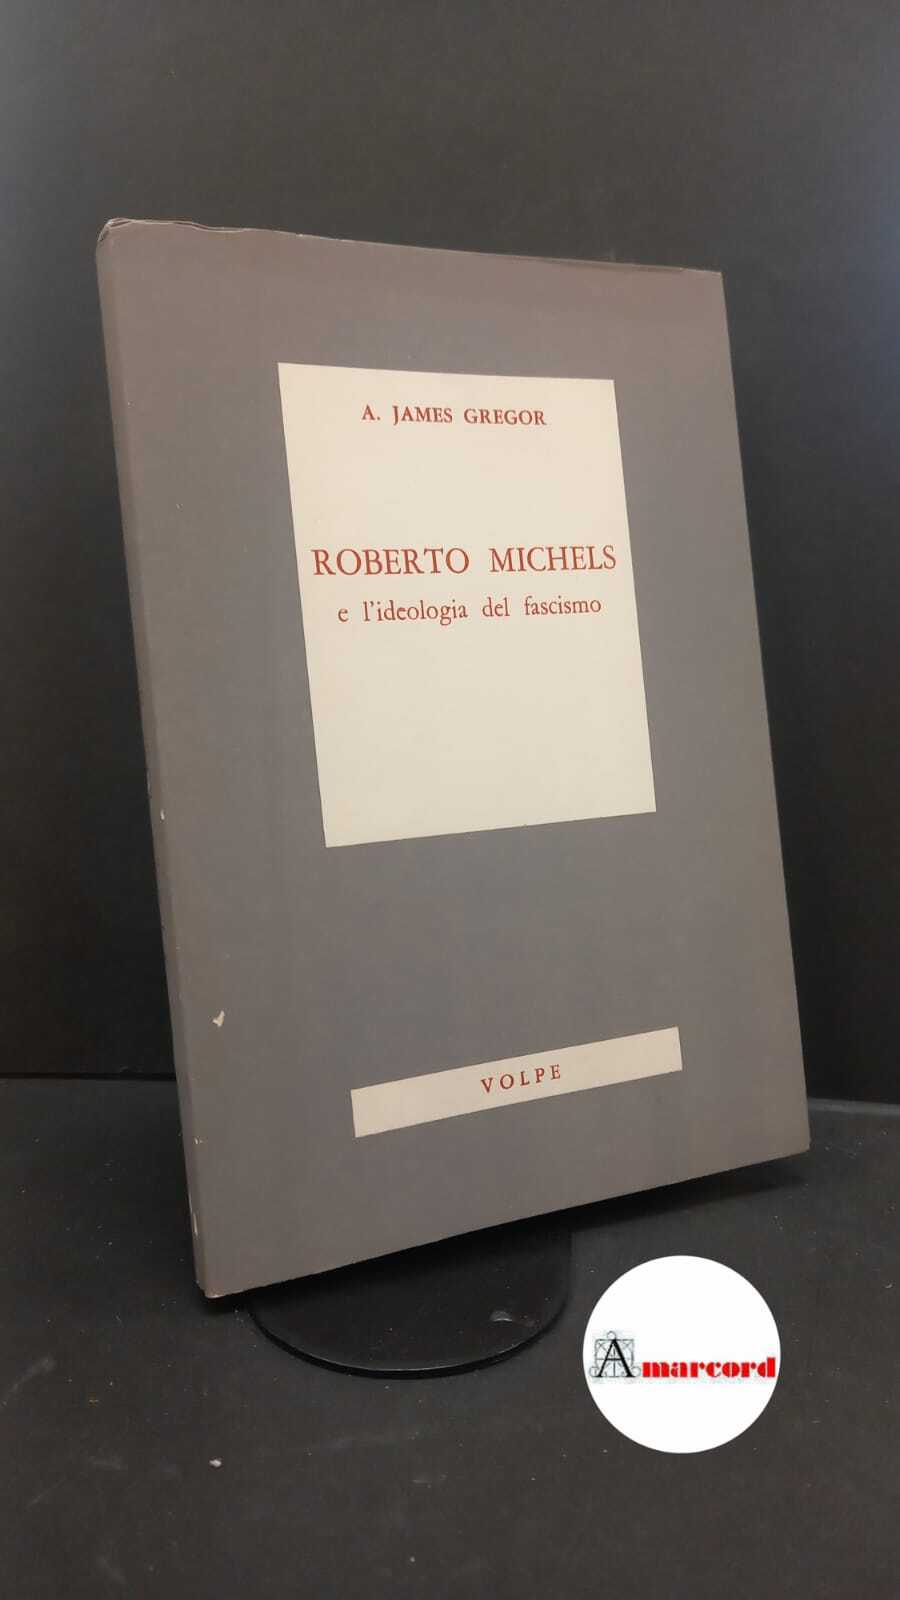 A. JAMES GREGOR
ROBERTO MICHELS
e l'ideologia del fascismo
VOLPE
Amarcord